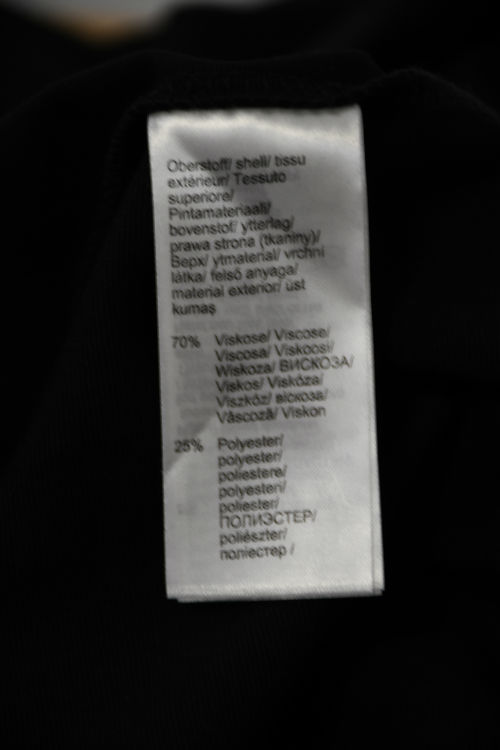 Oberstoff/ shell/ tissu
extérieur/ Tessuto
superiore/
Pintamateriaali/
bovenstof/ yttertag/
prawa strona (tkaniny)/
Верх/ ytmaterial/ vrchní
látka/ felső anyaga/
material exterior/ üst
kumaş
70% Viskose/ Viscose/
Viscosa/ Viskoosi/
Wiskoza/ ВИСКОЗА/
Viskos/ Viskóza/
Viszkóz/ віскоза/
Vâscoză/ Viskon
25% Polyester/
polyester/
poliestere/
polyesteri/
poliester/
ПОЛИЭСТЕР/
poliészter/
поліестер /